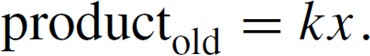 product_old = kx.